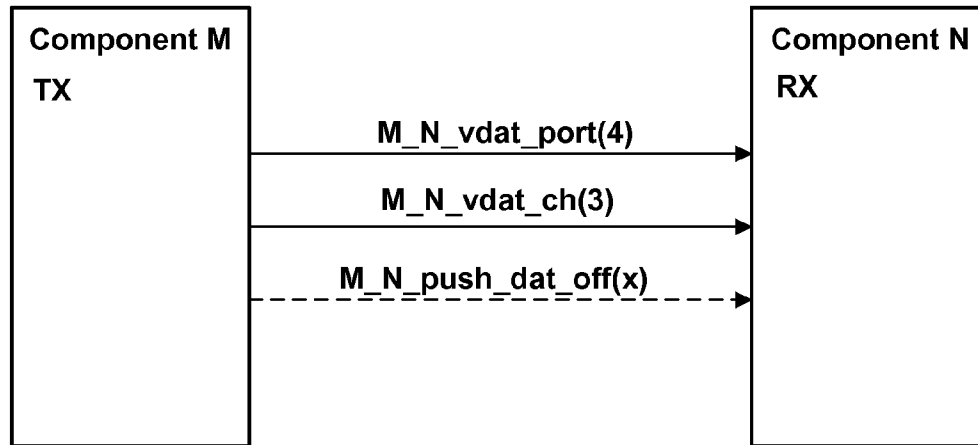 Component M
TX
Component N
RX
M_N_vdat_port(4)
M_N_vdat_ch(3)
M_N_push_dat_off(x)